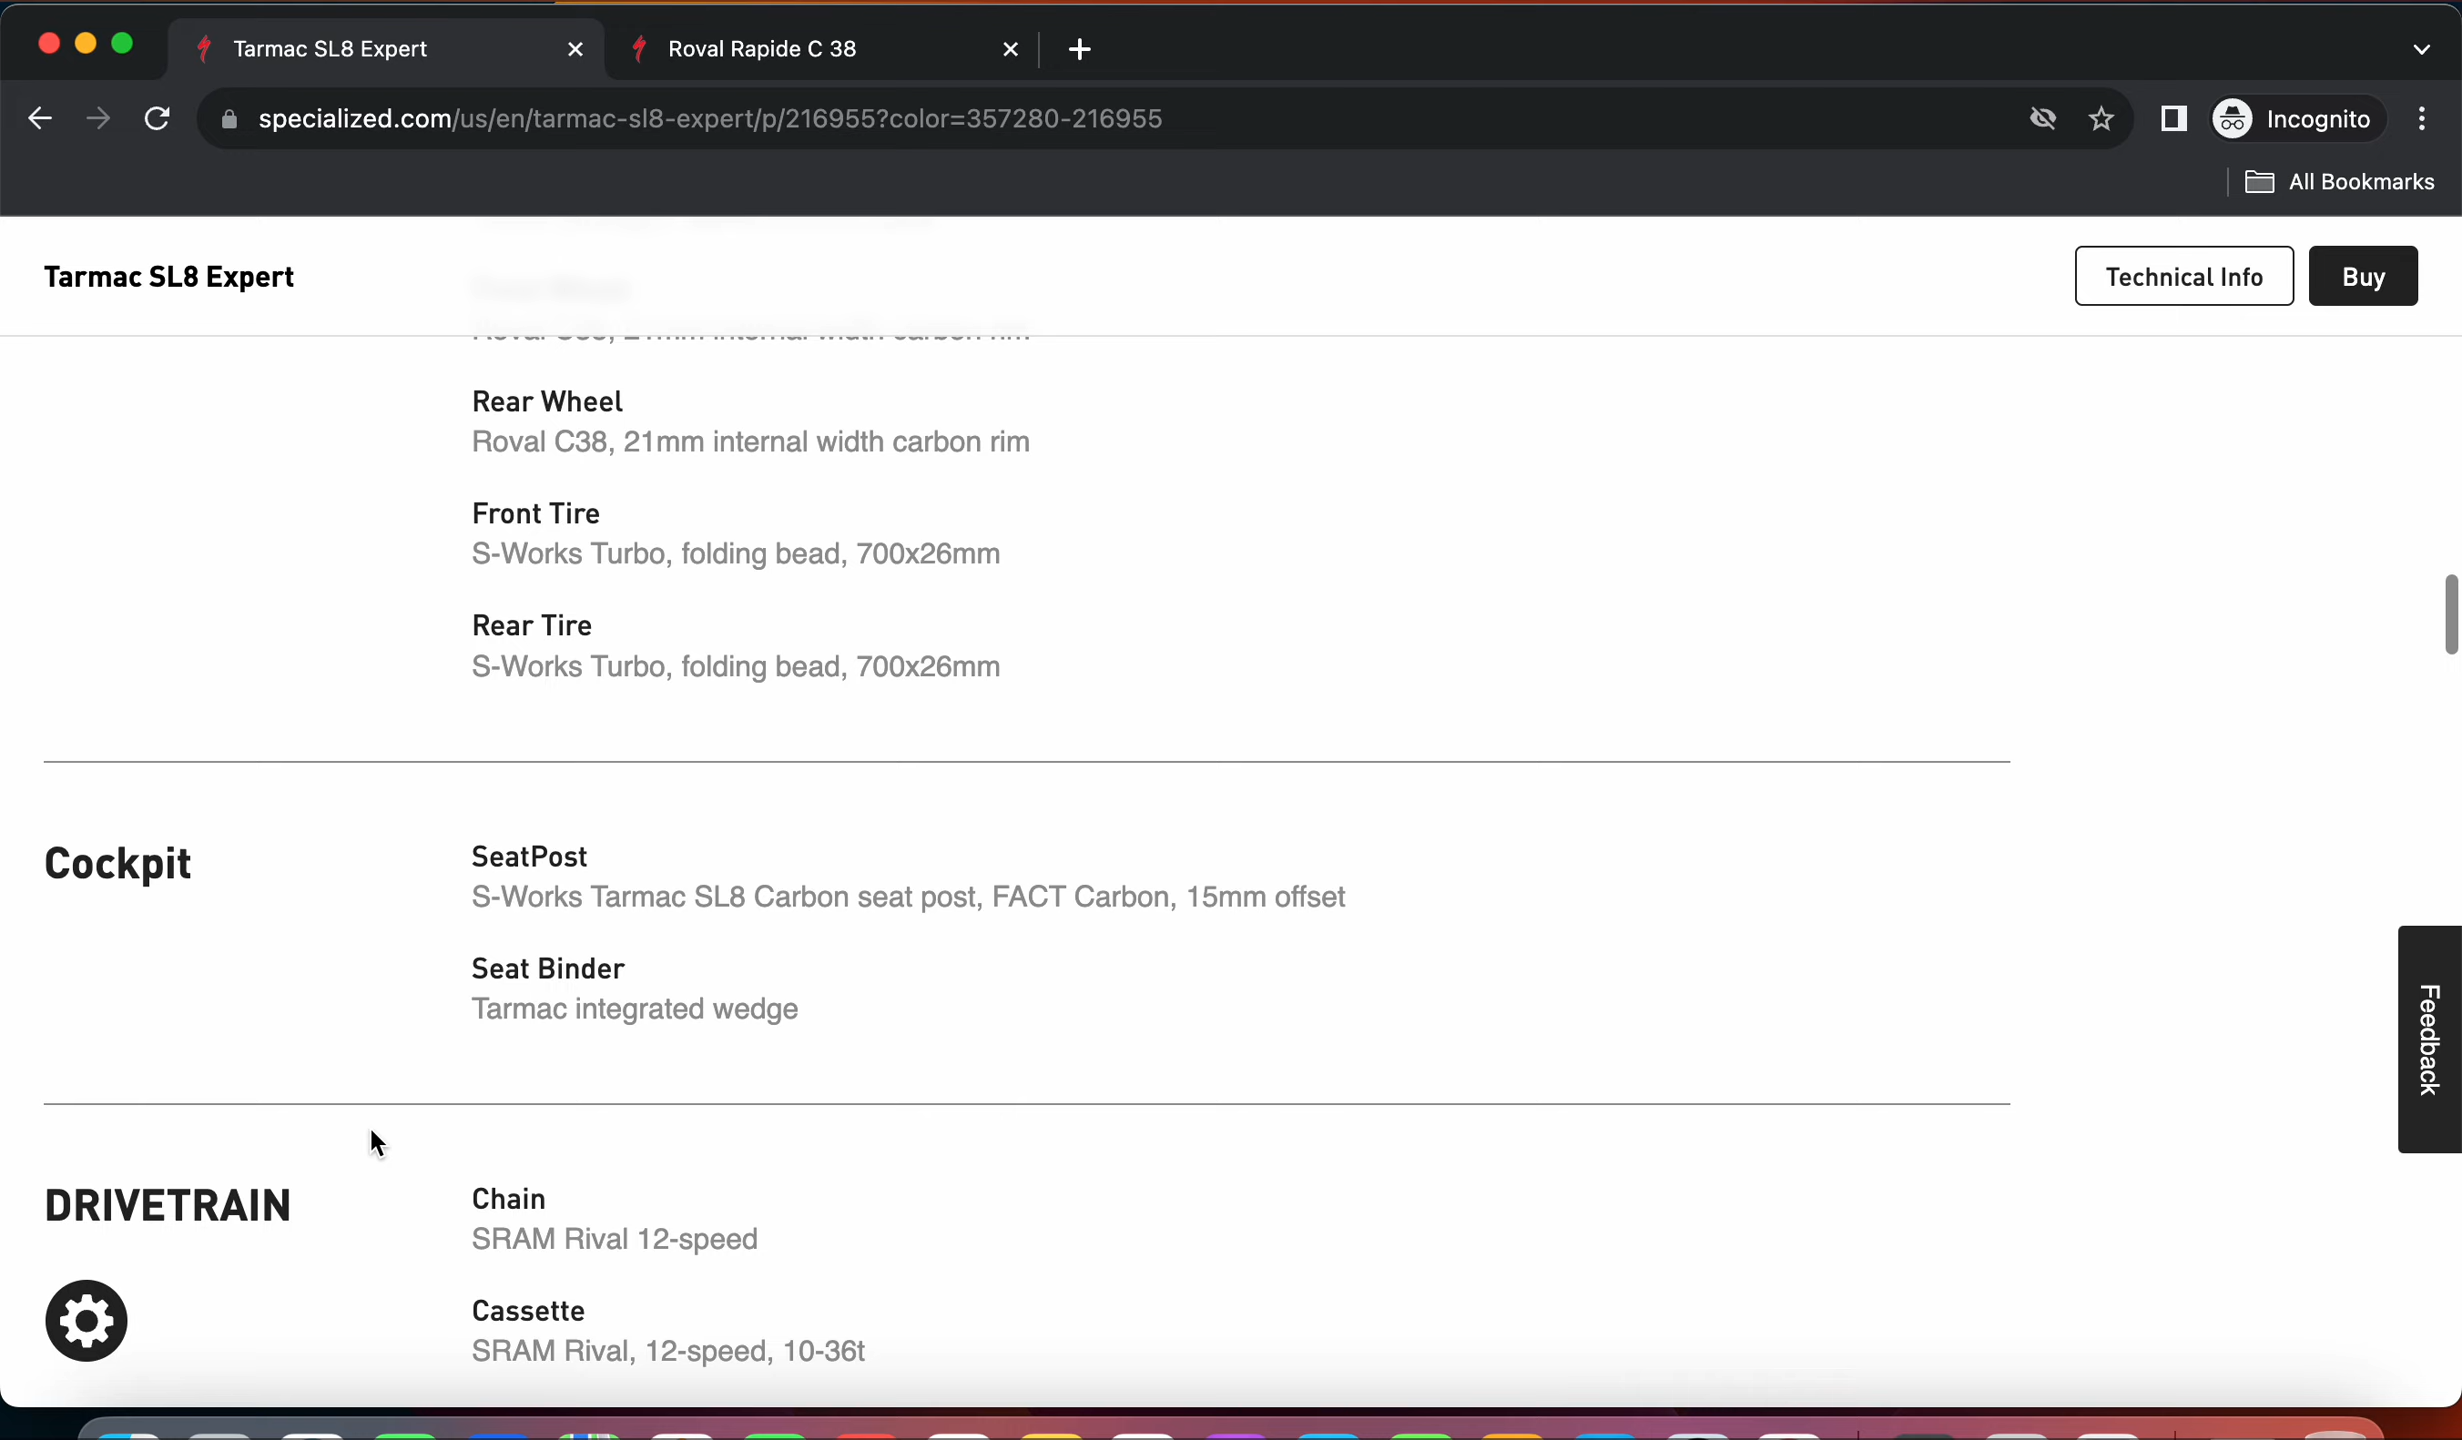 Tarmac SL8 Expert
Roval Rapide C 38
specialized.com/us/en/tarmac-sl8-expert/p/216955?color=357280-216955
Incognito
All Bookmarks
Tarmac SL8 Expert
Technical Info
Buy
Rear Wheel
Roval C38, 21mm internal width carbon rim
Front Tire
S-Works Turbo, folding bead, 700x26mm
Rear Tire
S-Works Turbo, folding bead, 700x26mm
Cockpit
SeatPost
S-Works Tarmac SL8 Carbon seat post, FACT Carbon, 15mm offset
Seat Binder
Tarmac integrated wedge
Feedback
DRIVETRAIN
Chain
SRAM Rival 12-speed
Cassette
SRAM Rival, 12-speed, 10-36t